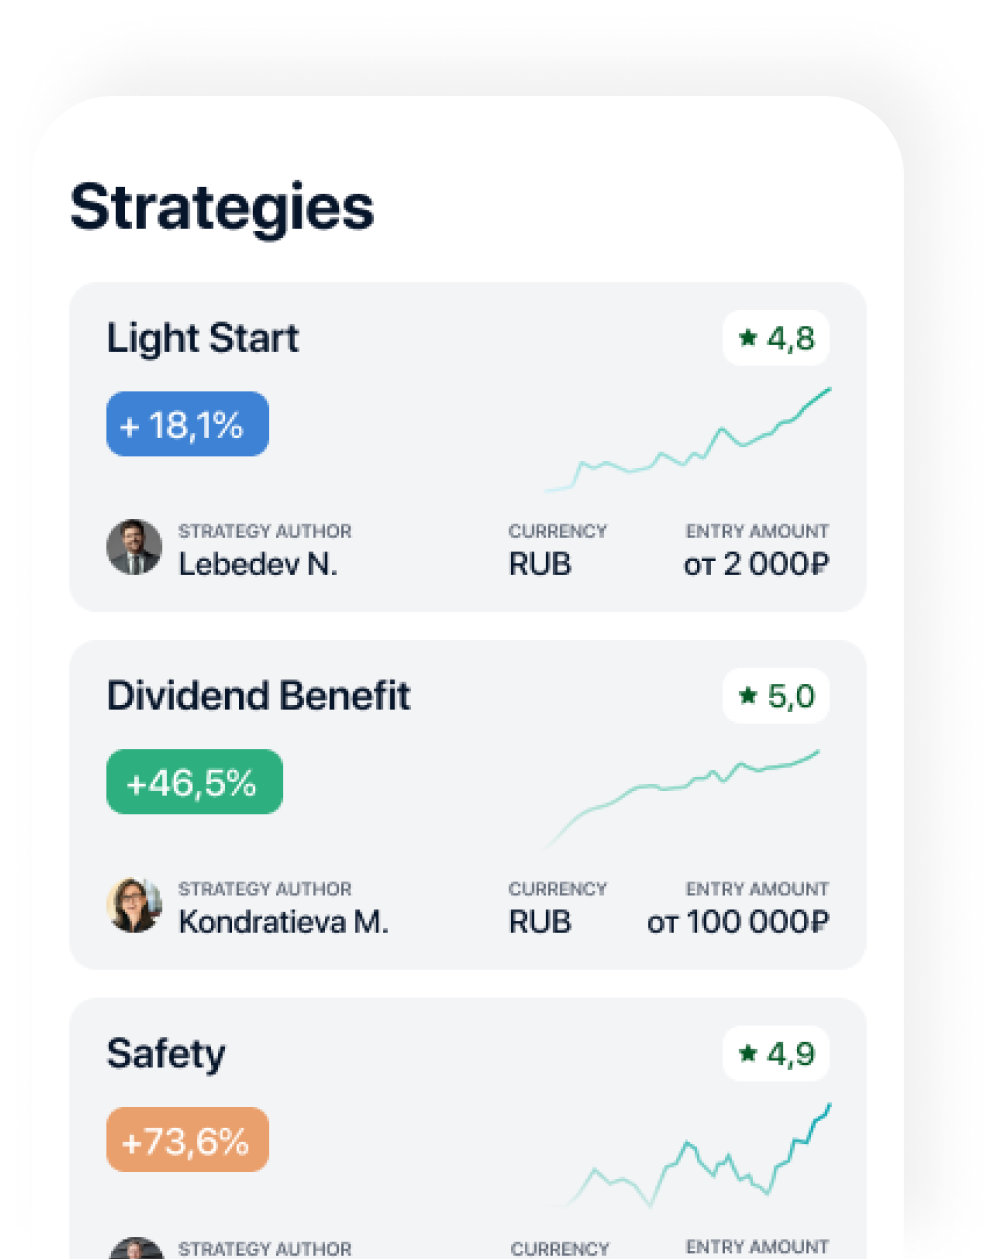 Strategies
Light Start
★ 4,8
+ 18,1%
STRATEGY AUTHOR
Lebedev N.
CURRENCY
RUB
ENTRY AMOUNT
от 2 000₽
Dividend Benefit
★ 5,0
+46,5%
STRATEGY AUTHOR
Kondratieva M.
CURRENCY
RUB
ENTRY AMOUNT
от 100 000₽
Safety
★ 4,9
+73,6%
STRATEGY AUTHOR
CURRENCY
ENTRY AMOUNT